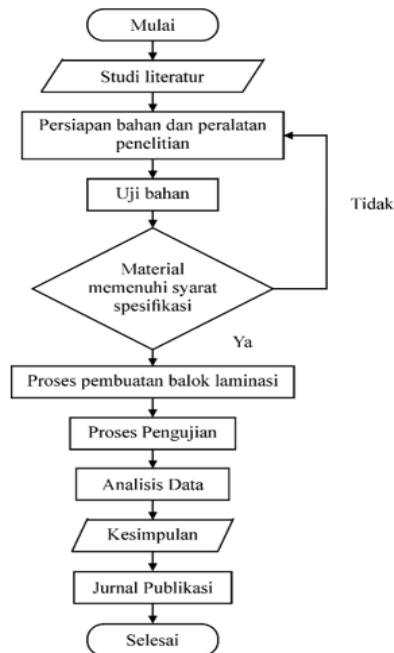 Mulai
Studi literatur
Persiapan bahan dan peralatan
penelitian
Uji bahan
Tidak
Material
memenuhi syarat
spesifikasi
Ya
Proses pembuatan balok laminasi
Proses Pengujian
Analisis Data
Kesimpulan
Jurnal Publikasi
Selesai